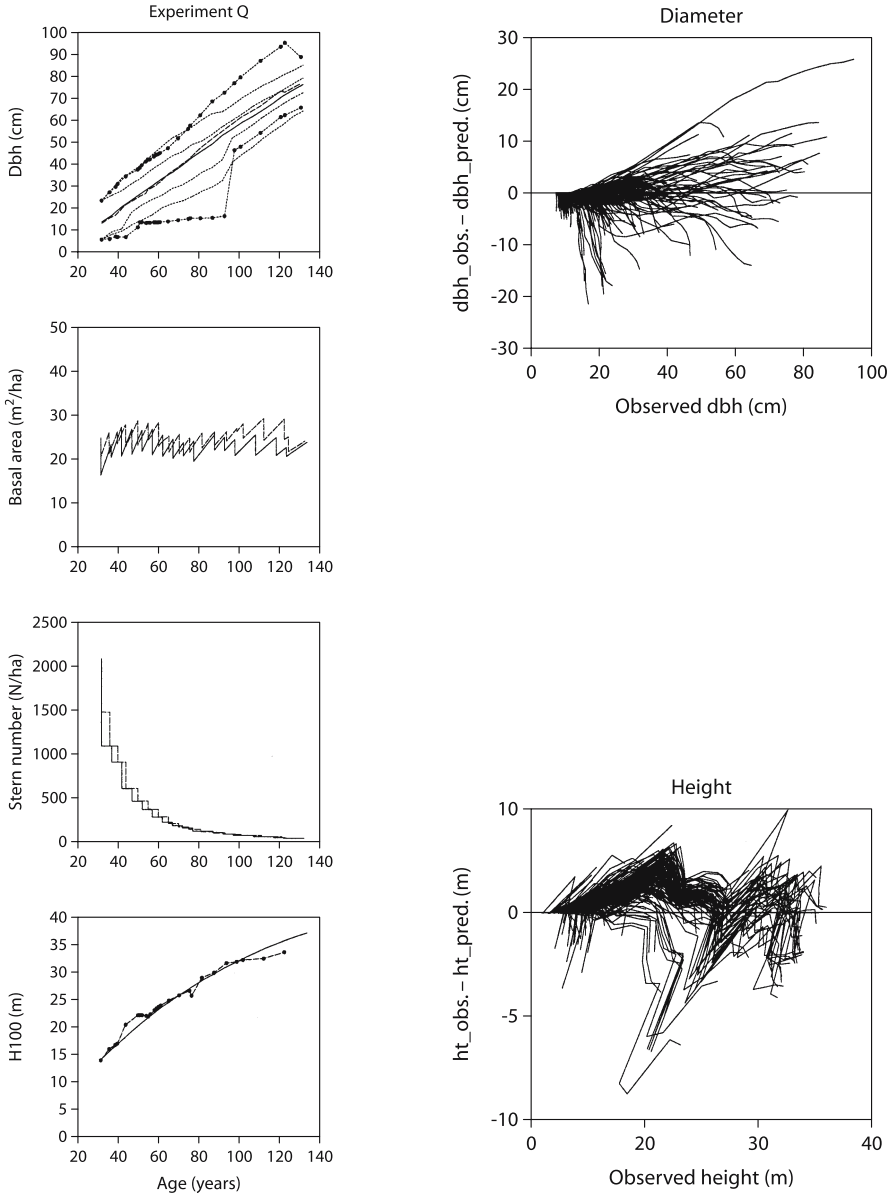 Experiment Q
100
90
80
70
60
50
40
30
20
10
0
Dbh (cm)
20 40 60 80 100 120 140
50
40
30
20
10
0
Basal area (m²/ha)
20 40 60 80 100 120 140
2500
2000
1500
1000
500
0
Stern number (N/ha)
20 40 60 80 100 120 140
40
35
30
25
20
15
10
5
0
H100 (m)
20 40 60 80 100 120 140
Age (years)
Diameter
30
20
10
0
-10
-20
-30
dbh_obs. – dbh_pred. (cm)
0 20 40 60 80 100
Observed dbh (cm)
Height
10
5
0
-5
-10
ht_obs. – ht_pred. (m)
0 20 30 40
Observed height (m)